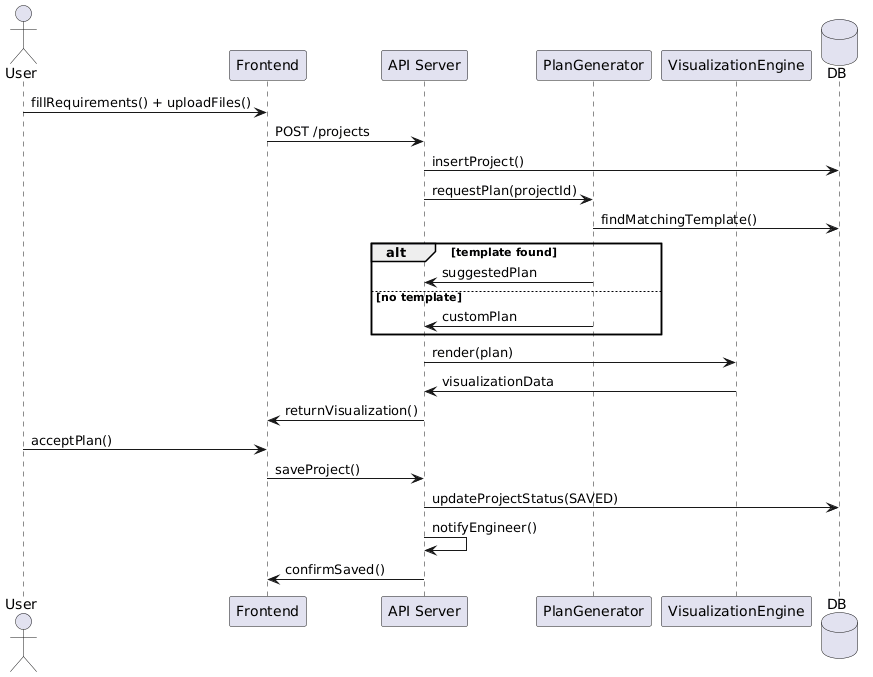 User
Frontend
API Server
PlanGenerator
VisualizationEngine
DB
fillRequirements() + uploadFiles()
POST /projects
insertProject()
requestPlan(projectId)
findMatchingTemplate()
alt [template found]
suggestedPlan
[no template]
customPlan
render(plan)
visualizationData
returnVisualization()
acceptPlan()
saveProject()
updateProjectStatus(SAVED)
notifyEngineer()
confirmSaved()
User
Frontend
API Server
PlanGenerator
VisualizationEngine
DB